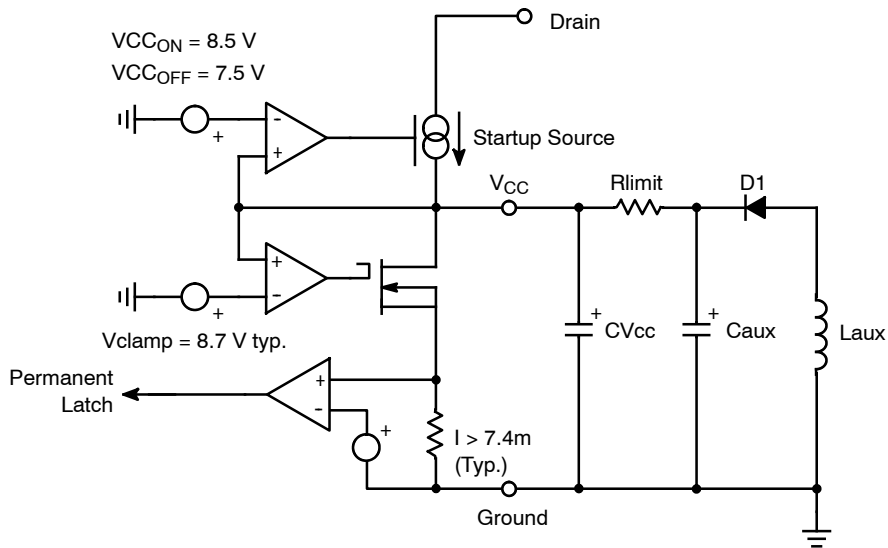 Drain
VCC_ON = 8.5 V
VCC_OFF = 7.5 V
-
+
+
Startup Source
V_CC
Rlimit
D1
+
-
+
+
CVcc
+
Caux
Laux
Vclamp = 8.7 V typ.
Permanent
Latch
+
-
+
I > 7.4m
(Typ.)
Ground